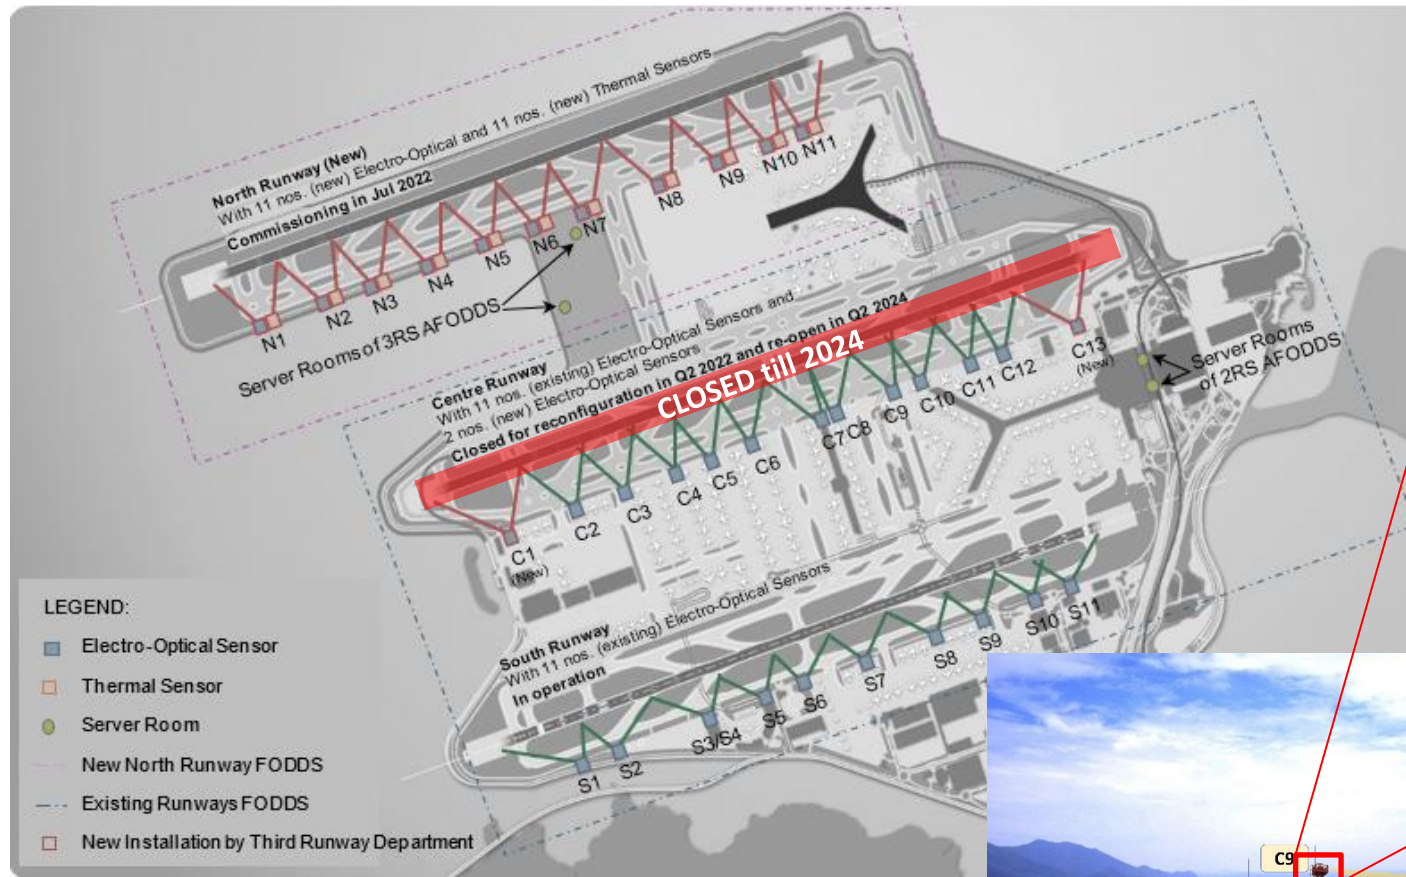 North Runway (New)
With 11 nos. (new) Electro-Optical and 11 nos. (new) Thermal Sensors
Commissioning in Jul 2022
N1
N2
N3
N4
N5
N6
N7
N8
N9
N10
N11
Server Rooms of 3RS AFODDS
Centre Runway
With 11 nos. (existing) Electro-Optical Sensors and
2 nos. (new) Electro-Optical Sensors
Closed for reconfiguration in Q2 2022 and re-open in Q2 2024
CLOSED till 2024
C1
(New)
C2
C3
C4
C5
C6
C7
C8
C9
C10
C11
C12
C13
(New)
Server Rooms
of 2RS AFODDS
South Runway
With 11 nos. (existing) Electro-Optical Sensors
In operation
S1
S2
S3/S4
S5
S6
S7
S8
S9
S10
S11
LEGEND:
Electro-Optical Sensor
Thermal Sensor
Server Room
New North Runway FODDS
Existing Runways FODDS
New Installation by Third Runway Department
C9